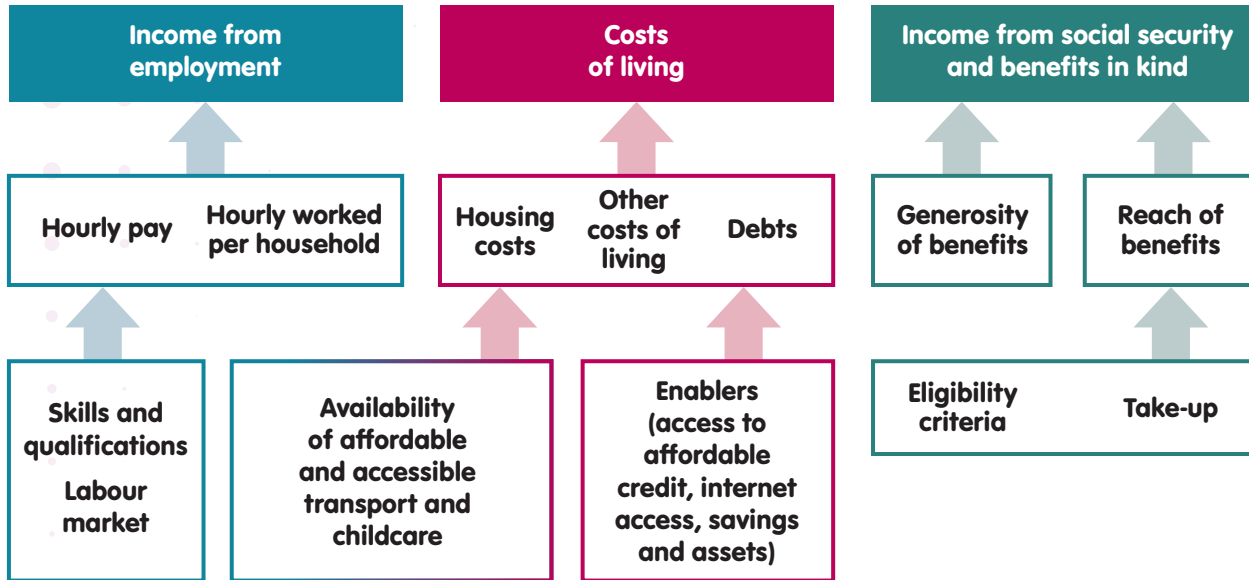 Income from
employment
Costs
of living
Income from social security
and benefits in kind
Hourly pay
Hourly worked
per household
Housing
costs
Other
costs of
living
Debts
Generosity
of benefits
Reach of
benefits
Skills and
qualifications
Labour
market
Availability
of affordable
and accessible
transport and
childcare
Enablers
(access to
affordable
credit, internet
access, savings
and assets)
Eligibility
criteria
Take-up